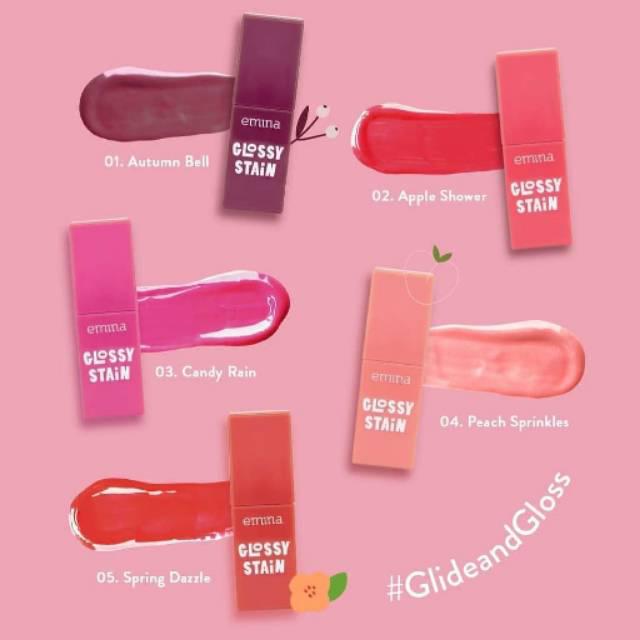 emina
GLOSSY
STAIN
01. Autumn Bell
emina
GLOSSY
STAIN
02. Apple Shower
emina
GLOSSY
STAIN
03. Candy Rain
emina
GLOSSY
STAIN
04. Peach Sprinkles
emina
GLOSSY
STAIN
05. Spring Dazzle
#GlideandGloss